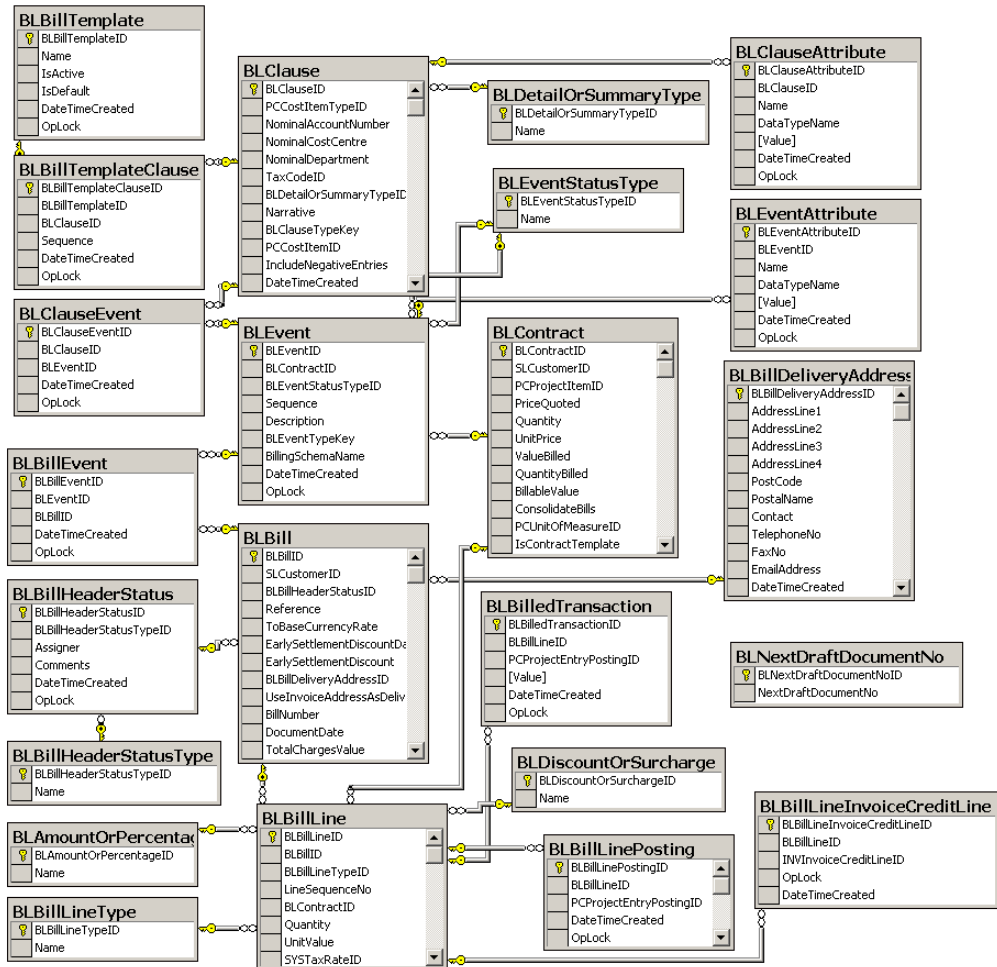 BLBillTemplate
BLBillTemplateID
Name
IsActive
IsDefault
DateTimeCreated
OpLock
BLBillTemplateClause
BLBillTemplateClauseID
BLBillTemplateID
BLClauseID
Sequence
DateTimeCreated
OpLock
BLClauseEvent
BLClauseEventID
BLClauseID
BLEventID
DateTimeCreated
OpLock
BLBillEvent
BLBillEventID
BLEventID
BLBillID
DateTimeCreated
OpLock
BLBillHeaderStatus
BLBillHeaderStatusID
BLBillHeaderStatusTypeID
Assigner
Comments
DateTimeCreated
OpLock
BLBillHeaderStatusType
BLBillHeaderStatusTypeID
Name
BLAmountOrPercentag
BLAmountOrPercentageID
Name
BLBillLineType
BLBillLineTypeID
Name
BLClause
BLClauseID
PCCostItemTypeID
NominalAccountNumber
NominalCostCentre
NominalDepartment
TaxCodeID
BLDetailOrSummaryTypeID
Narrative
BLClauseTypeKey
PCCostItemID
IncludeNegativeEntries
DateTimeCreated
BLEvent
BLEventID
BLContractID
BLEventStatusTypeID
Sequence
Description
BLEventTypeKey
BillingSchemaName
DateTimeCreated
OpLock
BLBill
BLBillID
SLCustomerID
BLBillHeaderStatusID
Reference
ToBaseCurrencyRate
EarlySettlementDiscountDa
EarlySettlementDiscount
BLBillDeliveryAddressID
UseInvoiceAddressAsDeliv
BillNumber
DocumentDate
TotalChargesValue
BLBillLine
BLBillLineID
BLBillID
BLBillLineTypeID
LineSequenceNo
BLContractID
Quantity
UnitValue
SYSTaxRateID
BLDetailOrSummaryType
BLDetailOrSummaryTypeID
Name
BLEventStatusType
BLEventStatusTypeID
Name
BLContract
BLContractID
SLCustomerID
PCProjectItemID
PriceQuoted
Quantity
UnitPrice
ValueBilled
QuantityBilled
BillableValue
ConsolidateBills
PCUnitOfMeasureID
IsContractTemplate
BLBilledTransaction
BLBilledTransactionID
BLBillLineID
PCProjectEntryPostingID
[Value]
DateTimeCreated
OpLock
BLDiscountOrSurcharge
BLDiscountOrSurchargeID
Name
BLBillLinePosting
BLBillLinePostingID
BLBillLineID
PCProjectEntryPostingID
DateTimeCreated
OpLock
BLClauseAttribute
BLClauseAttributeID
BLClauseID
Name
DataTypeName
[Value]
DateTimeCreated
OpLock
BLEventAttribute
BLEventAttributeID
BLEventID
Name
DataTypeName
[Value]
DateTimeCreated
OpLock
BLBillDeliveryAddress
BLBillDeliveryAddressID
AddressLine1
AddressLine2
AddressLine3
AddressLine4
PostCode
PostalName
Contact
TelephoneNo
FaxNo
EmailAddress
DateTimeCreated
BLNextDraftDocumentNo
BLNextDraftDocumentNoID
NextDraftDocumentNo
BLBillLineInvoiceCreditLine
BLBillLineInvoiceCreditLineID
BLBillLineID
INVInvoiceCreditLineID
OpLock
DateTimeCreated